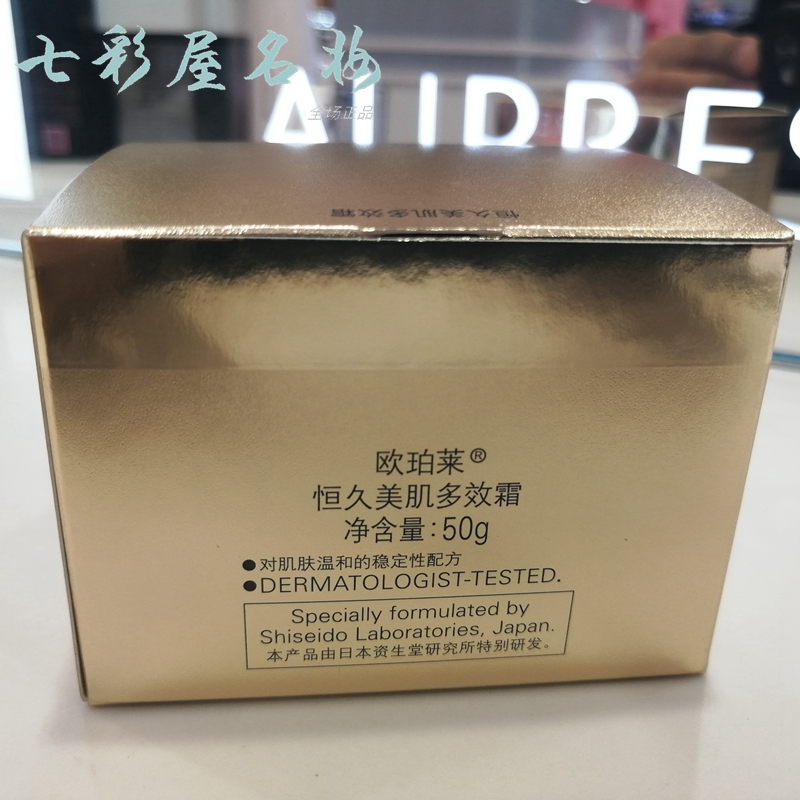 七彩屋名妆
全场正品
AUPRES
恒久美肌多效霜
欧珀莱®
恒久美肌多效霜
净含量:50g
●对肌肤温和的稳定性配方
●DERMATOLOGIST-TESTED.
Specially formulated by
Shiseido Laboratories, Japan.
本产品由日本资生堂研究所特别研发。